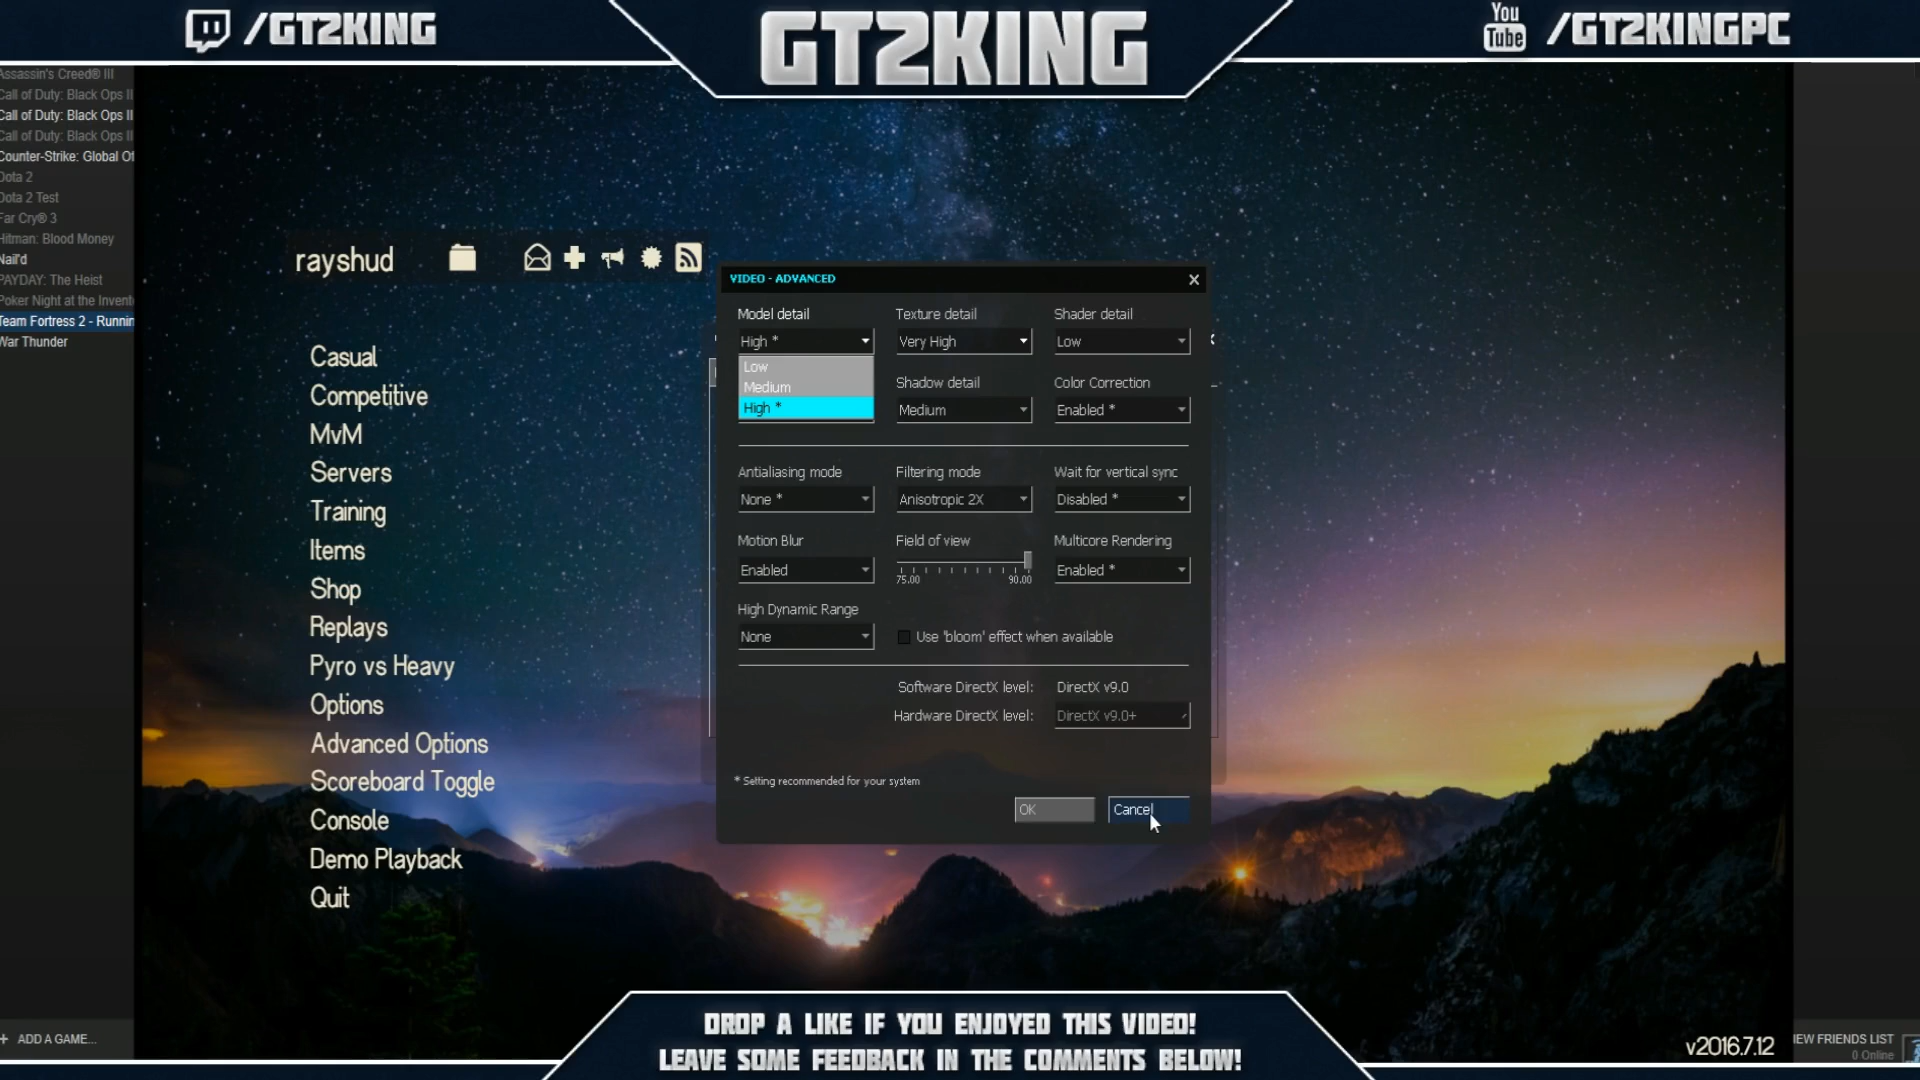 /GT2KING
GT2KING
You
Tube
/GT2KINGPC
Assassin's Creed® III
Call of Duty: Black Ops II
Call of Duty: Black Ops II
Call of Duty: Black Ops II
Counter-Strike: Global Of
Dota 2
Dota 2 Test
Far Cry® 3
Hitman: Blood Money
Nail'd
PAYDAY: The Heist
Poker Night at the Invent
Team Fortress 2 - Runnin
War Thunder
+ ADD A GAME...
rayshud
Casual
Competitive
MvM
Servers
Training
Items
Shop
Replays
Pyro vs Heavy
Options
Advanced Options
Scoreboard Toggle
Console
Demo Playback
Quit
VIDEO - ADVANCED
Model detail
High *
Low
Medium
High *
Texture detail
Very High
Shader detail
Low
Shadow detail
Medium
Color Correction
Enabled *
Antialiasing mode
None *
Filtering mode
Anisotropic 2X
Wait for vertical sync
Disabled *
Motion Blur
Enabled
Field of view
75.00 90.00
Multicore Rendering
Enabled *
High Dynamic Range
None
Use 'bloom' effect when available
Software DirectX level: DirectX v9.0
Hardware DirectX level: DirectX v9.0+
* Setting recommended for your system
OK
Cancel
DROP A LIKE IF YOU ENJOYED THIS VIDEO!
LEAVE SOME FEEDBACK IN THE COMMENTS BELOW!
v2016.7.12
IEW FRIENDS LIST
0 Online